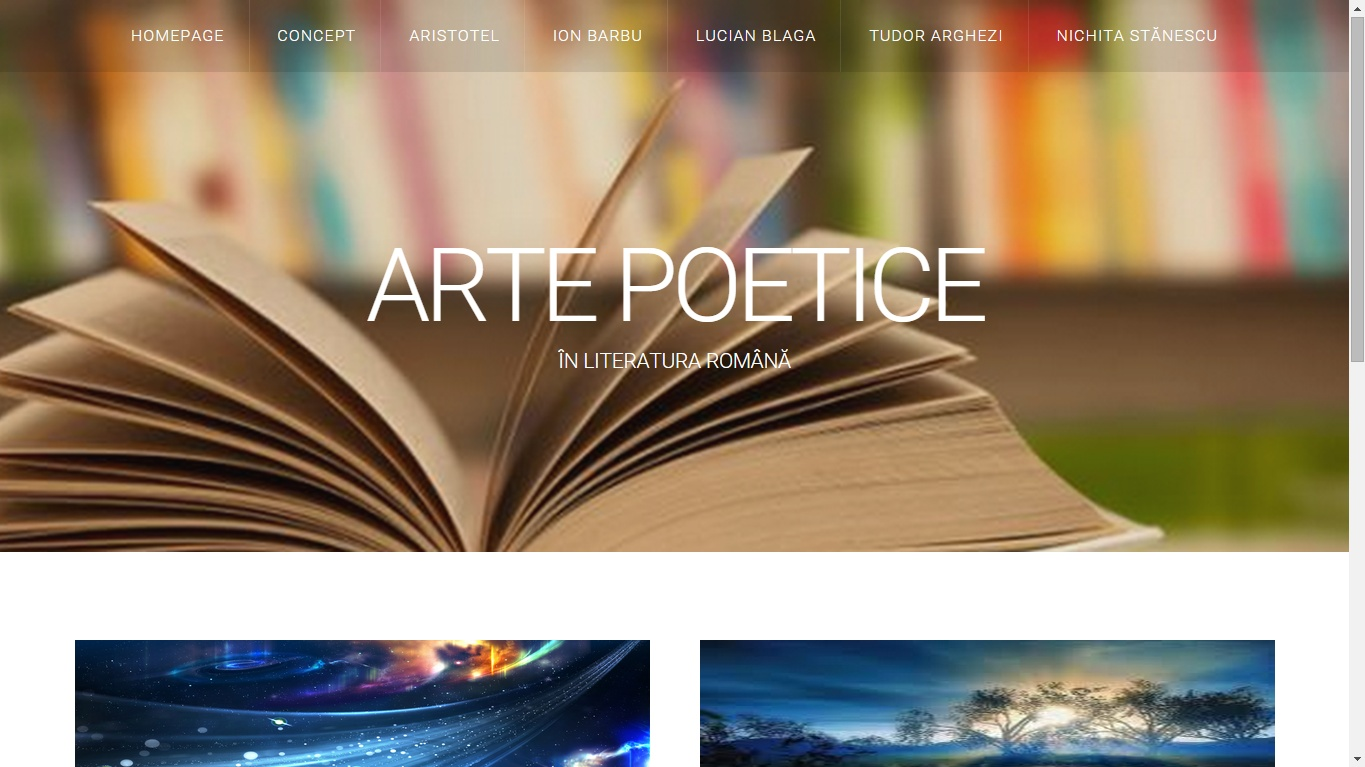 HOMEPAGE CONCEPT ARISTOTEL ION BARBU LUCIAN BLAGA TUDOR ARGHEZI NICHITA STĂNESCU
ARTE POETICE
ÎN LITERATURA ROMÂNĂ